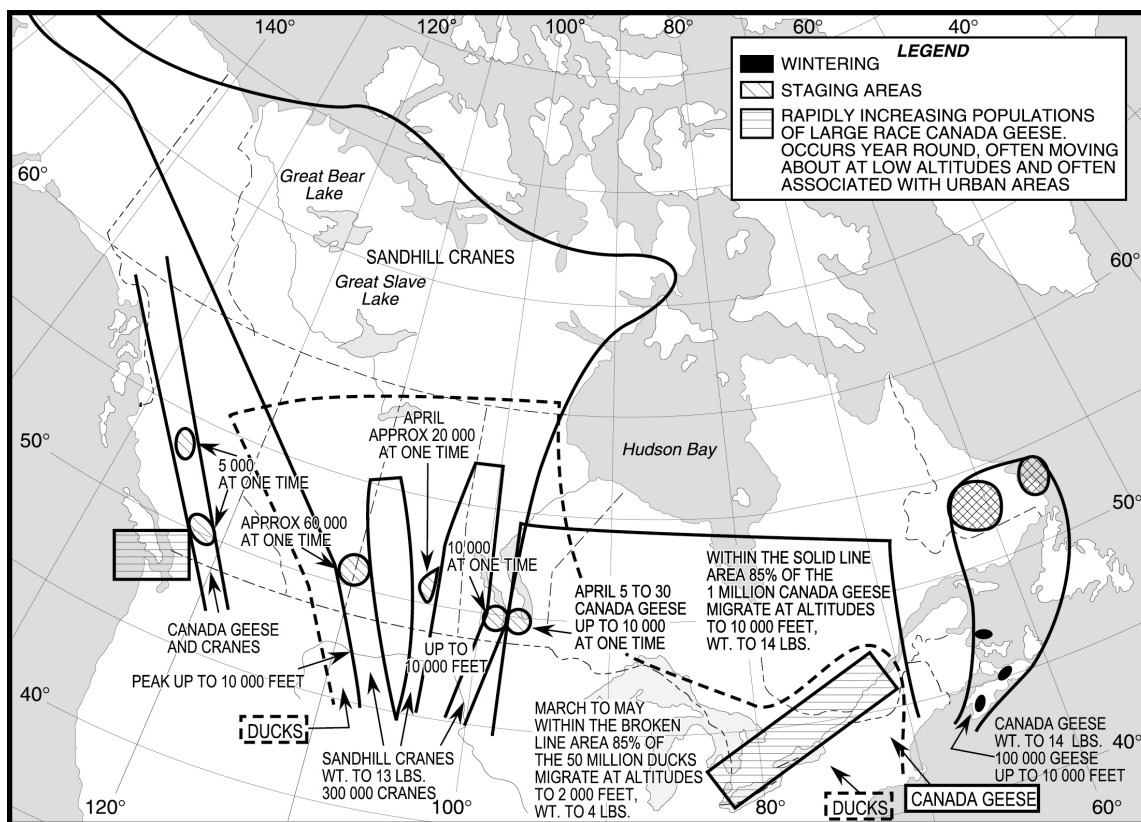 140°
120°
100°
80°
60°
40°
LEGEND
WINTERING
STAGING AREAS
RAPIDLY INCREASING POPULATIONS
OF LARGE RACE CANADA GEESE.
OCCURS YEAR ROUND, OFTEN MOVING
ABOUT AT LOW ALTITUDES AND OFTEN
ASSOCIATED WITH URBAN AREAS
60°
Great Bear
Lake
SANDHILL CRANES
Great Slave
Lake
60°
50°
APRIL
APPROX 20 000
AT ONE TIME
Hudson Bay
5 000
AT ONE TIME
50°
APPROX 60 000
AT ONE TIME
10 000
AT ONE TIME
WITHIN THE SOLID LINE
AREA 85% OF THE
1 MILLION CANADA GEESE
MIGRATE AT ALTITUDES
TO 10 000 FEET,
WT. TO 14 LBS.
APRIL 5 TO 30
CANADA GEESE
UP TO 10 000
AT ONE TIME
CANADA GEESE
AND CRANES
UP TO
10 000 FEET
PEAK UP TO 10 000 FEET
40°
DUCKS
MARCH TO MAY
WITHIN THE BROKEN
LINE AREA 85% OF
THE 50 MILLION DUCKS
MIGRATE AT ALTITUDES
TO 2 000 FEET,
WT. TO 4 LBS.
SANDHILL CRANES
WT. TO 13 LBS.
300 000 CRANES
CANADA GEESE
WT. TO 14 LBS.
100 000 GEESE
UP TO 10 000 FEET
40°
120°
100°
80°
DUCKS
CANADA GEESE
60°